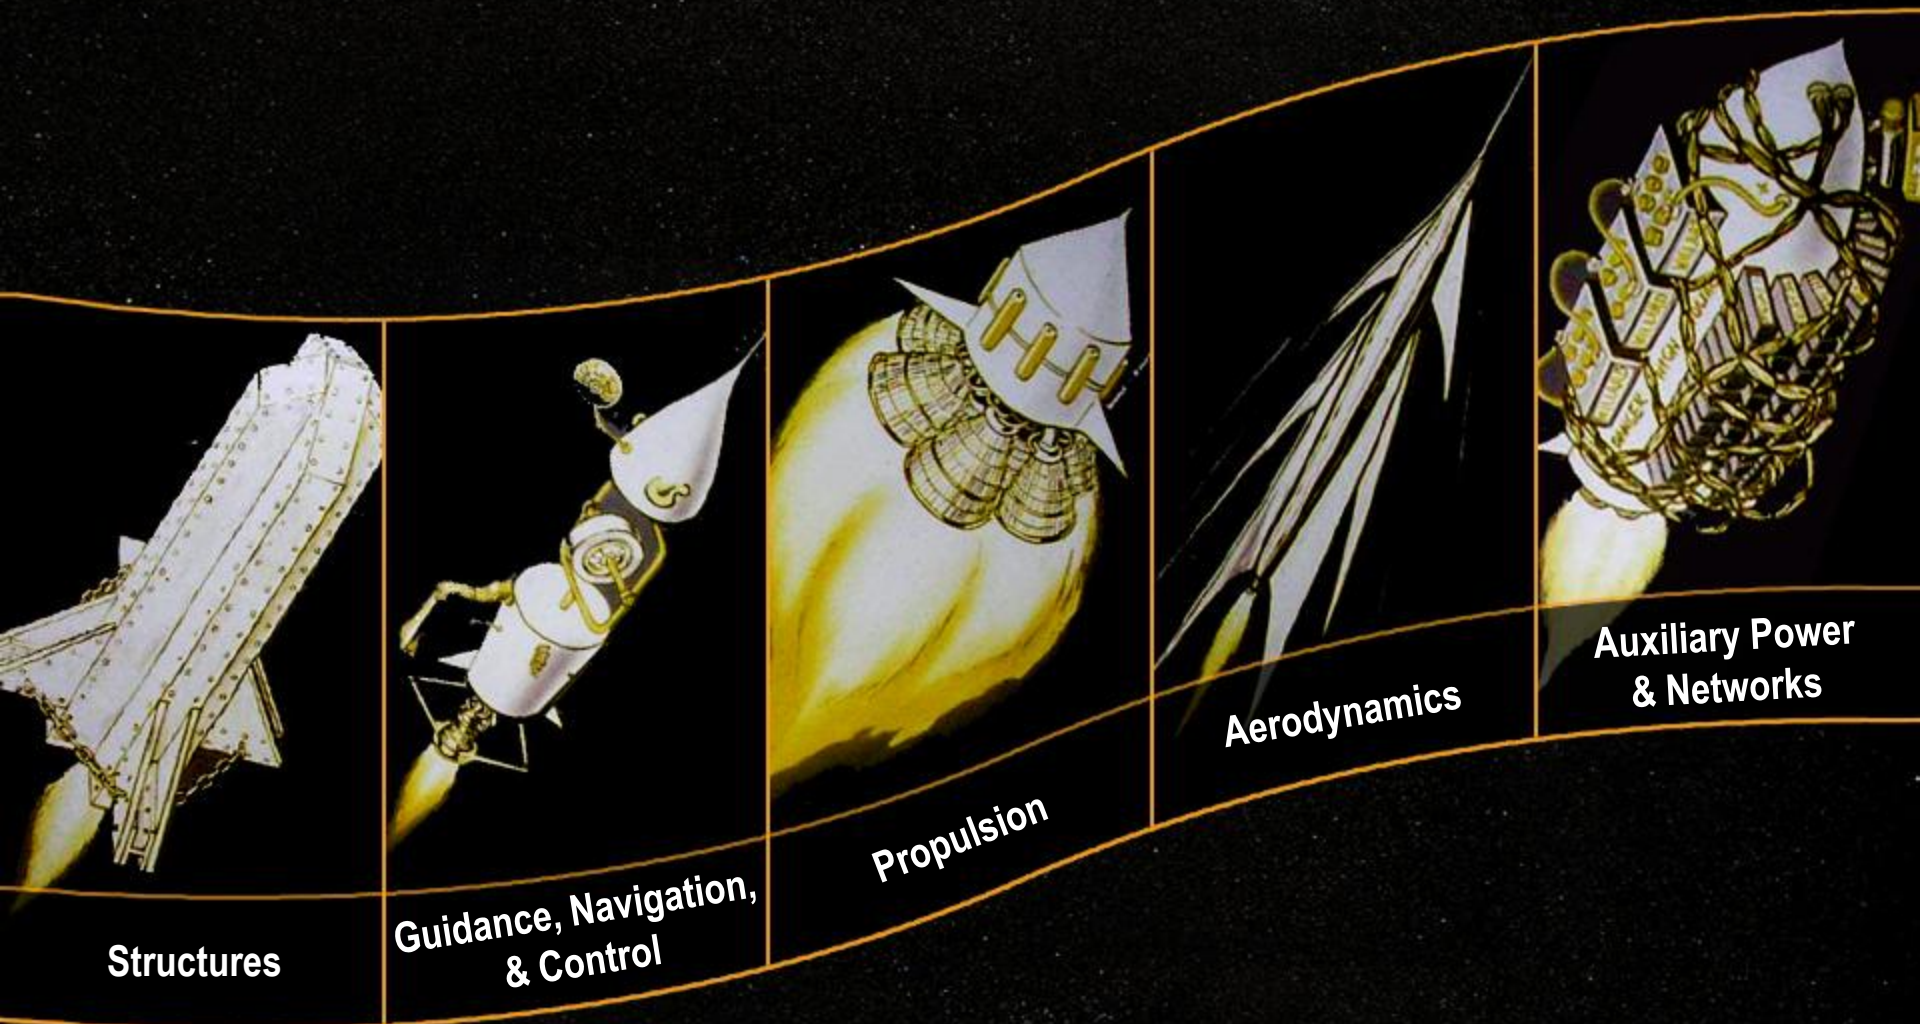 Structures
Guidance, Navigation,
& Control
Propulsion
Aerodynamics
Auxiliary Power
& Networks